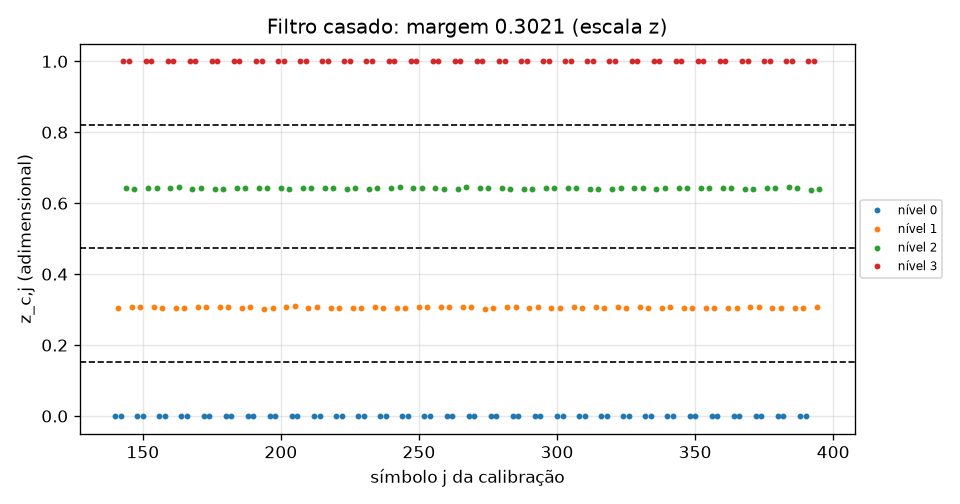 Filtro casado: margem 0.3021 (escala z)
z_c,j (adimensional)
1.0
0.8
0.6
0.4
0.2
0.0
150
200
250
300
350
400
símbolo j da calibração
nível 0
nível 1
nível 2
nível 3